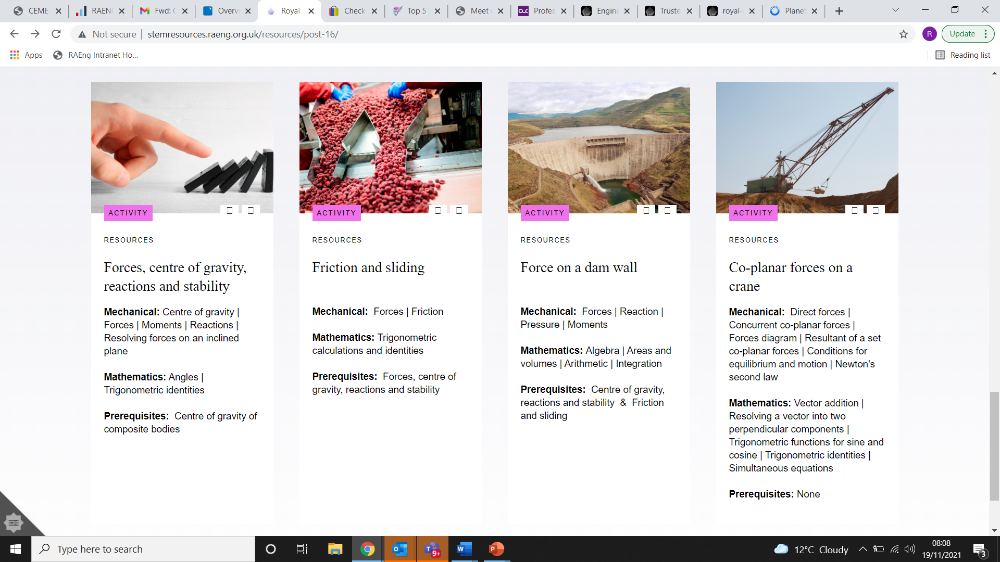 CEME
RAENG
Fwd: C
Overvi
Royal
Check
Top 5
Meet
Profes
Engine
Truste
royal-
Planet
Not secure
stemresources.raeng.org.uk/resources/post-16/
R
Update
Apps
RAEng Intranet Ho...
Reading list
ACTIVITY
RESOURCES
Forces, centre of gravity,
reactions and stability
Mechanical: Centre of gravity |
Forces | Moments | Reactions |
Resolving forces on an inclined
plane
Mathematics: Angles |
Trigonometric identities
Prerequisites: Centre of gravity of
composite bodies
ACTIVITY
RESOURCES
Friction and sliding
Mechanical: Forces | Friction
Mathematics: Trigonometric
calculations and identities
Prerequisites: Forces, centre of
gravity, reactions and stability
ACTIVITY
RESOURCES
Force on a dam wall
Mechanical: Forces | Reaction |
Pressure | Moments
Mathematics: Algebra | Areas and
volumes | Arithmetic | Integration
Prerequisites: Centre of gravity,
reactions and stability & Friction
and sliding
ACTIVITY
RESOURCES
Co-planar forces on a
crane
Mechanical: Direct forces |
Concurrent co-planar forces |
Forces diagram | Resultant of a set
co-planar forces | Conditions for
equilibrium and motion | Newton's
second law
Mathematics: Vector addition |
Resolving a vector into two
perpendicular components |
Trigonometric functions for sine and
cosine | Trigonometric identities |
Simultaneous equations
Prerequisites: None
Type here to search
9+
12°C Cloudy
08:08
19/11/2021
3